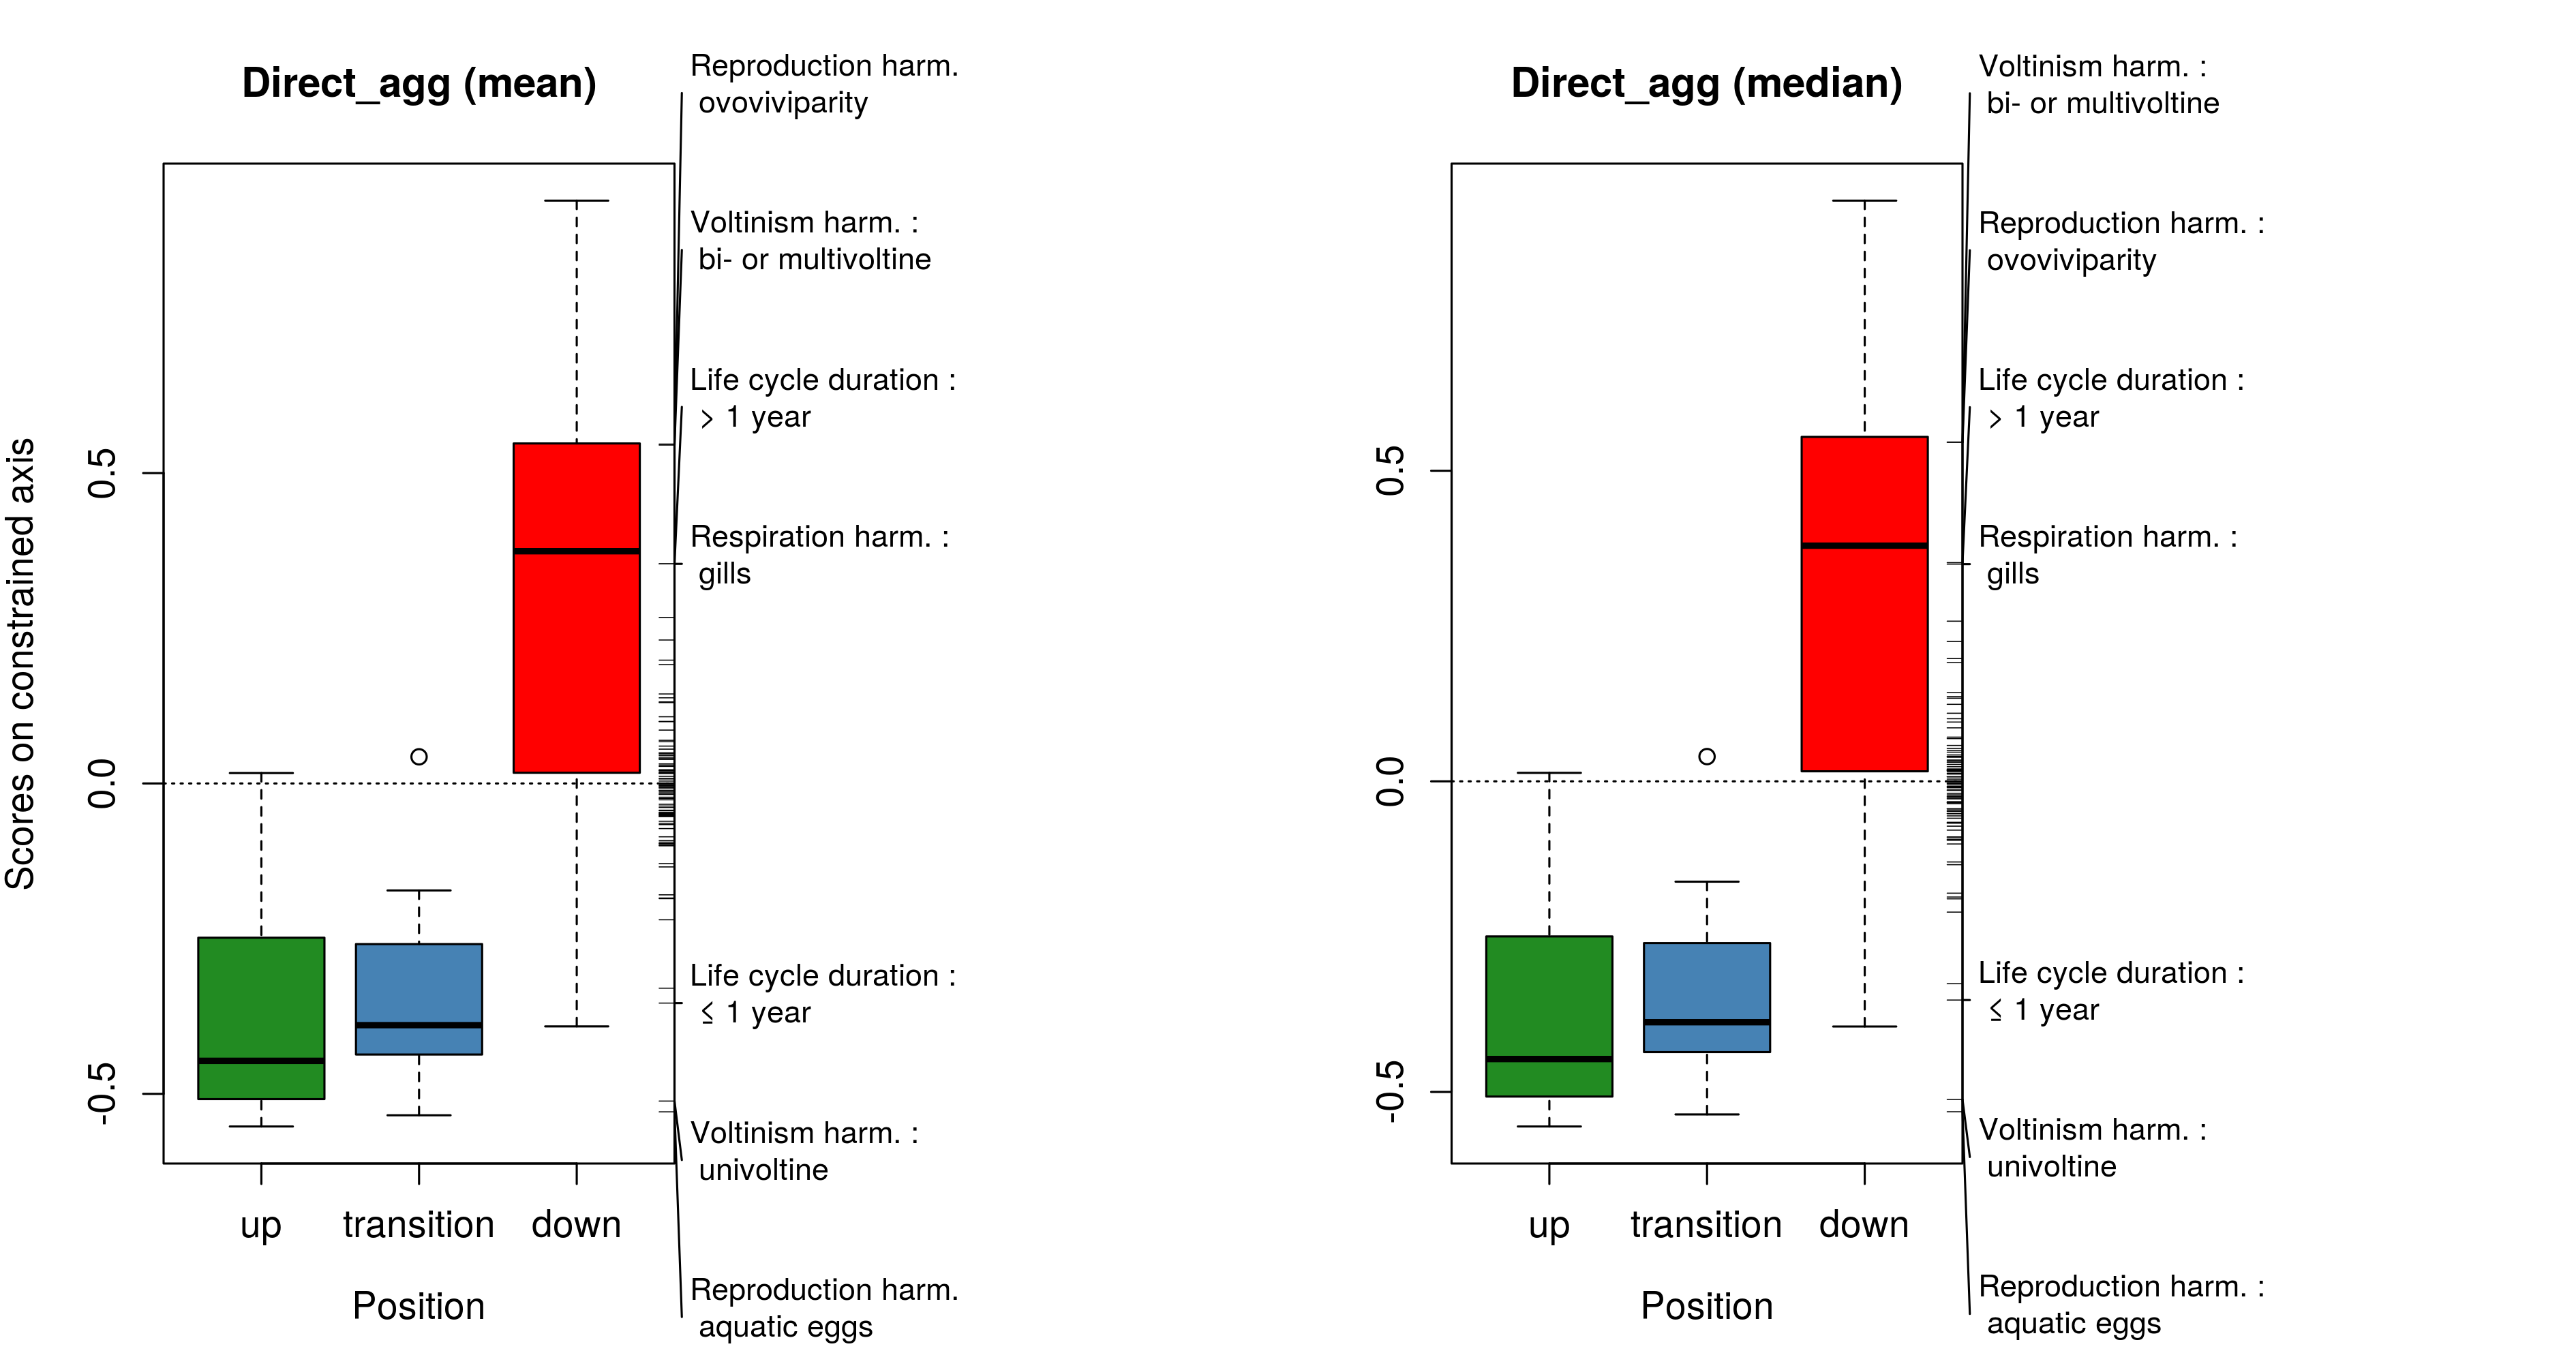 Direct_agg (mean)
Scores on constrained axis
0.5
0.0
-0.5
up transition down
Position
Reproduction harm.
ovoviviparity
Voltinism harm. :
bi- or multivoltine
Life cycle duration :
> 1 year
Respiration harm. :
gills
Life cycle duration :
≤ 1 year
Voltinism harm. :
univoltine
Reproduction harm.
aquatic eggs
Direct_agg (median)
0.5
0.0
-0.5
up transition down
Position
Voltinism harm. :
bi- or multivoltine
Reproduction harm. :
ovoviviparity
Life cycle duration :
> 1 year
Respiration harm. :
gills
Life cycle duration :
≤ 1 year
Voltinism harm. :
univoltine
Reproduction harm. :
aquatic eggs